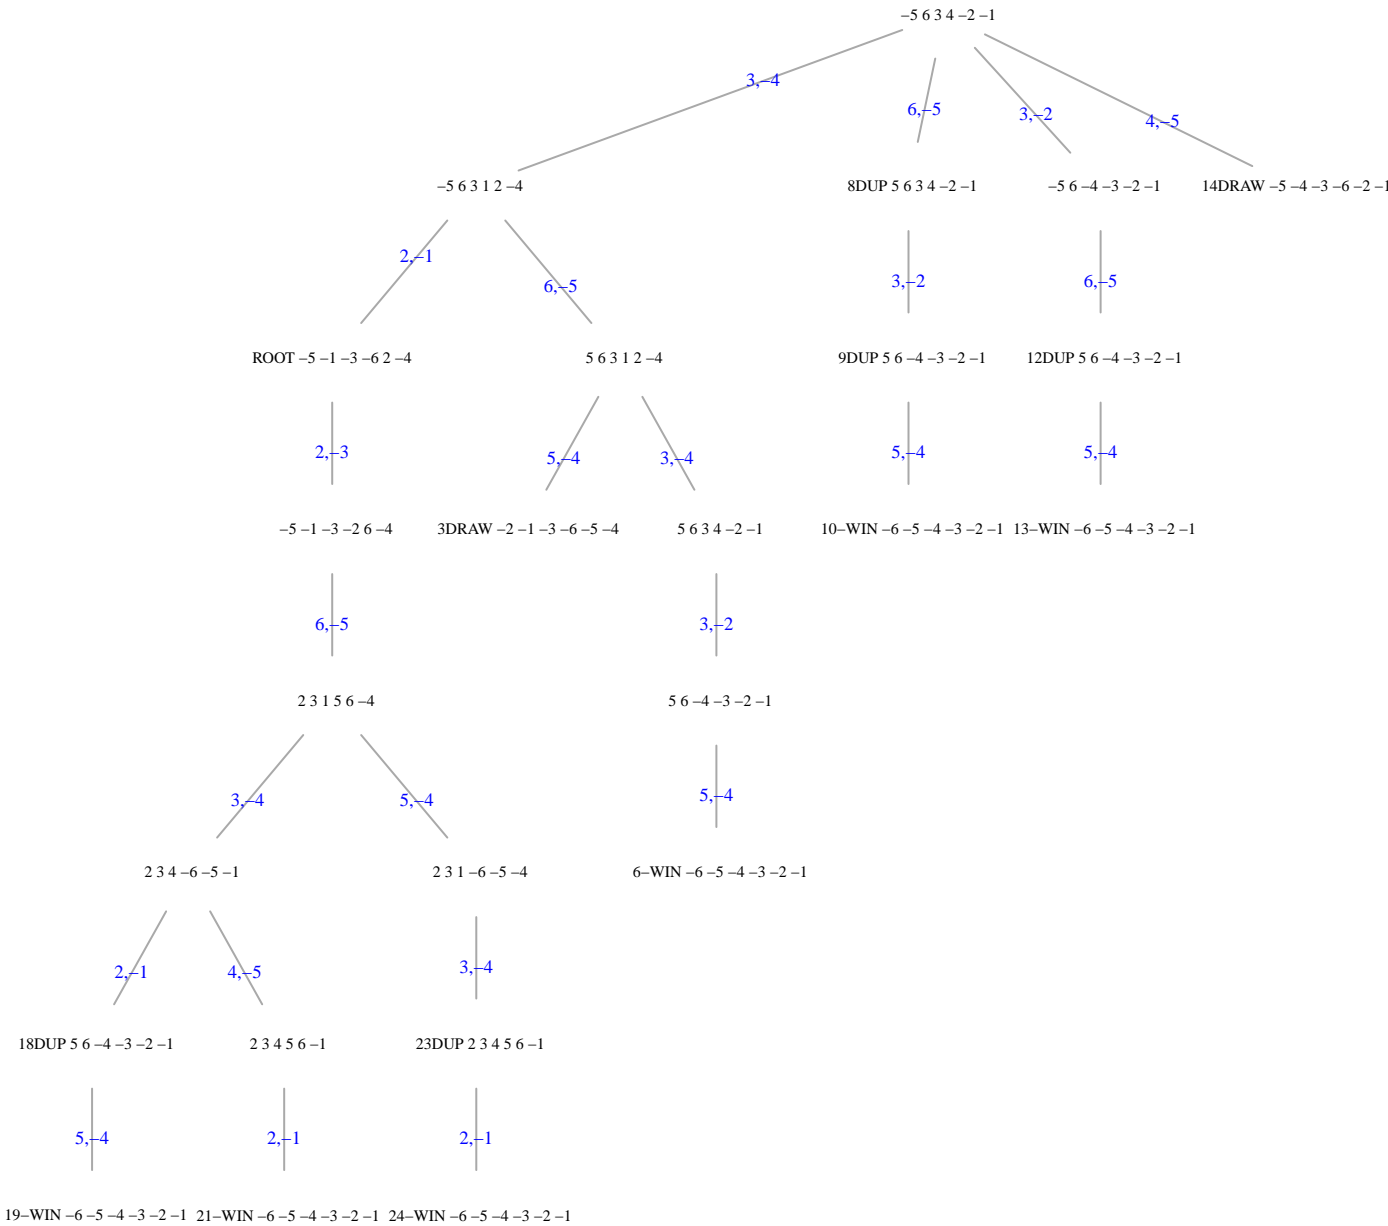 –5 6 3 4 –2 –1
3,–4
6,–5
3,–2
4,–5
–5 6 3 1 2 –4
8DUP 5 6 3 4 –2 –1
–5 6 –4 –3 –2 –1
14DRAW –5 –4 –3 –6 –2 –1
2,–1
6,–5
3,–2
6,–5
ROOT –5 –1 –3 –6 2 –4
5 6 3 1 2 –4
9DUP 5 6 –4 –3 –2 –1
12DUP 5 6 –4 –3 –2 –1
2,–3
5,–4
3,–4
5,–4
5,–4
–5 –1 –3 –2 6 –4
3DRAW –2 –1 –3 –6 –5 –4
5 6 3 4 –2 –1
10–WIN –6 –5 –4 –3 –2 –1
13–WIN –6 –5 –4 –3 –2 –1
6,–5
3,–2
2 3 1 5 6 –4
5 6 –4 –3 –2 –1
3,–4
5,–4
5,–4
2 3 4 –6 –5 –1
2 3 1 –6 –5 –4
6–WIN –6 –5 –4 –3 –2 –1
2,–1
4,–5
3,–4
18DUP 5 6 –4 –3 –2 –1
2 3 4 5 6 –1
23DUP 2 3 4 5 6 –1
5,–4
2,–1
2,–1
19–WIN –6 –5 –4 –3 –2 –1
21–WIN –6 –5 –4 –3 –2 –1
24–WIN –6 –5 –4 –3 –2 –1